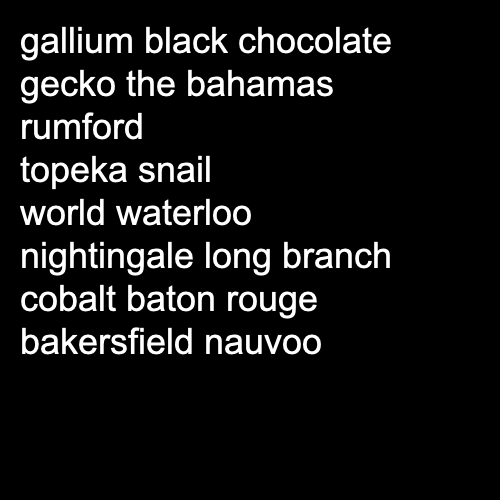 gallium black chocolate
gecko the bahamas
rumford
topeka snail
world waterloo
nightingale long branch
cobalt baton rouge
bakersfield nauvoo